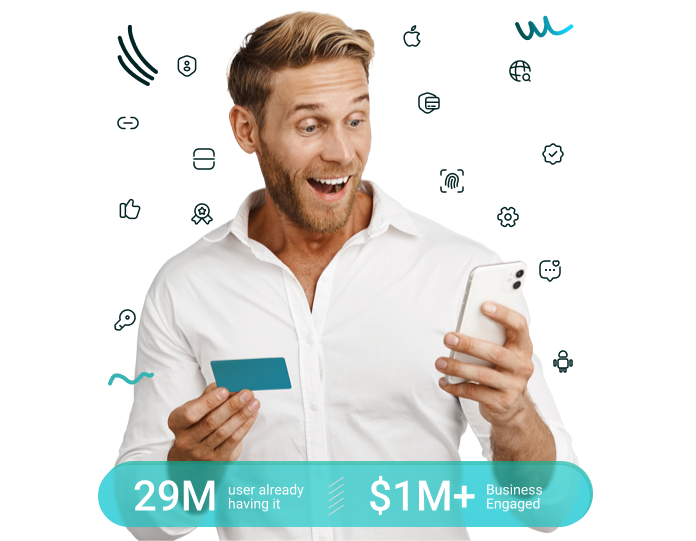 29M
user already
having it
$1M+
Business
Engaged